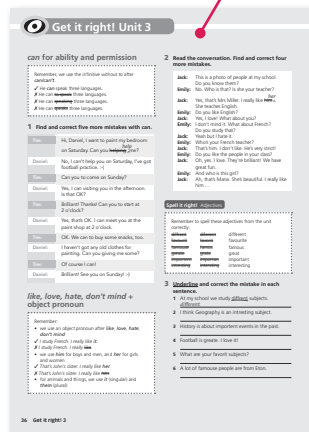 Get it right! Unit 3
can for ability and permission
Remember, we use the infinitive without to after
can/can't.
✓ He can speak three languages.
✗ He can to speak three languages.
✗ He can speaking three languages.
✗ He can speaks three languages.
1 Find and correct five more mistakes with can.
Tom: Hi, Daniel, I want to paint my bedroom
help
on Saturday. Can you helping me?
Daniel: No, I can't help you on Saturday, I've got
football practice. :-(
Tom: Can you to come on Sunday?
Daniel: Yes, I can visiting you in the afternoon.
Is that OK?
Tom: Brilliant! Thanks! Can you to start at
2 o'clock?
Daniel: Yes, that's OK. I can meet you at the
paint shop at 2 o'clock.
Tom: OK. We can to buy some snacks, too.
Daniel: I haven't got any old clothes for
painting. Can you giving me some?
Tom: Of course I can!
Daniel: Brilliant! See you on Sunday! :-)
like, love, hate, don't mind +
object pronoun
Remember:
• we use an object pronoun after like, love, hate,
don't mind
✓ I study French. I really like it.
✗ I study French. I really like.
• we use him for boys and men, and her for girls
and women
✓ That's John's sister. I really like her.
✗ That's John's sister. I really like him.
• for animals and things, we use it (singular) and
them (plural)
2 Read the conversation. Find and correct four
more mistakes.
Jack: This is a photo of people at my school.
Do you know them?
Emily: No. Who is that? Is she your teacher?
her
Jack: Yes, that's Mrs Miller. I really like him.
She teaches English.
Emily: Do you like English?
Jack: Yes, I love! What about you?
Emily: I don't mind it. What about French?
Do you study that?
Jack: Yeah but I hate it.
Emily: Which your French teacher?
Jack: That's him. I don't like. He's very strict!
Emily: Do you like the people in your class?
Jack: Oh, yes. I love. They're brilliant! We have
great fun.
Emily: And who is this girl?
Jack: Ah, that's Maria. She's beautiful. I really like
him …
Spell it right! Adjectives
Remember to spell these adjectives from the unit
correctly:
different
favourite
famous
great
important
interesting
3 Underline and correct the mistake in each
sentence.
1 At my school we study diffrent subjects.
different
2 I think Geography is an intresting subject.
3 History is about importent events in the past.
4 Football is greate. I love it!
5 What are your favorit subjects?
6 A lot of famouse people are from Eton.
36 Get it right! 3